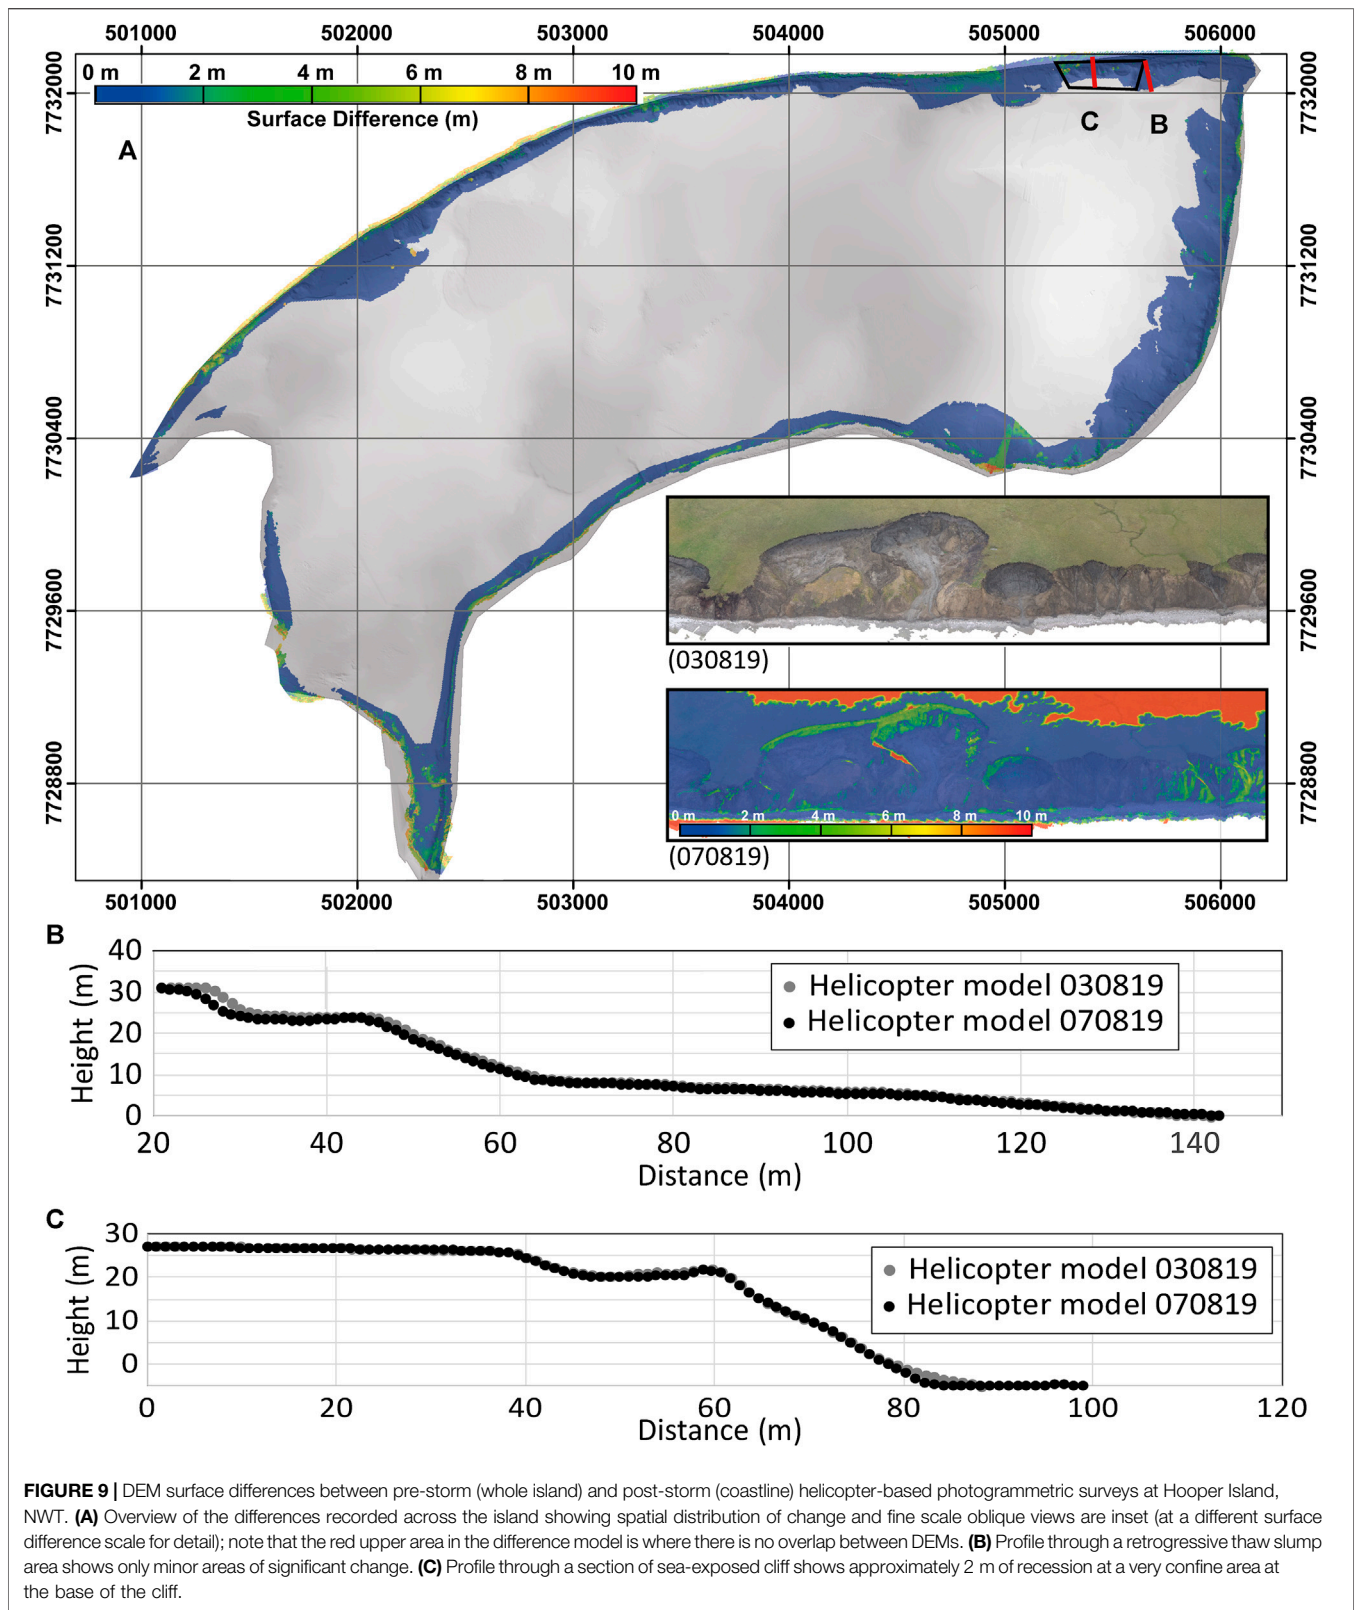 501000 502000 503000 504000 505000 506000
0 m 2 m 4 m 6 m 8 m 10 m
Surface Difference (m)
A
C B
7732000 7732000
7731200 7731200
7730400 7730400
7729600 7729600
7728800 7728800
(030819)
0 m 2 m 4 m 6 m 8 m 10 m
(070819)
501000 502000 503000 504000 505000 506000
B
40
30
20
10
0
Height (m)
Helicopter model 030819
Helicopter model 070819
20 40 60 80 100 120 140
Distance (m)
C
30
20
10
0
Height (m)
Helicopter model 030819
Helicopter model 070819
0 20 40 60 80 100 120
Distance (m)
FIGURE 9 | DEM surface differences between pre-storm (whole island) and post-storm (coastline) helicopter-based photogrammetric surveys at Hooper Island,
NWT. (A) Overview of the differences recorded across the island showing spatial distribution of change and fine scale oblique views are inset (at a different surface
difference scale for detail); note that the red upper area in the difference model is where there is no overlap between DEMs. (B) Profile through a retrogressive thaw slump
area shows only minor areas of significant change. (C) Profile through a section of sea-exposed cliff shows approximately 2 m of recession at a very confine area at
the base of the cliff.